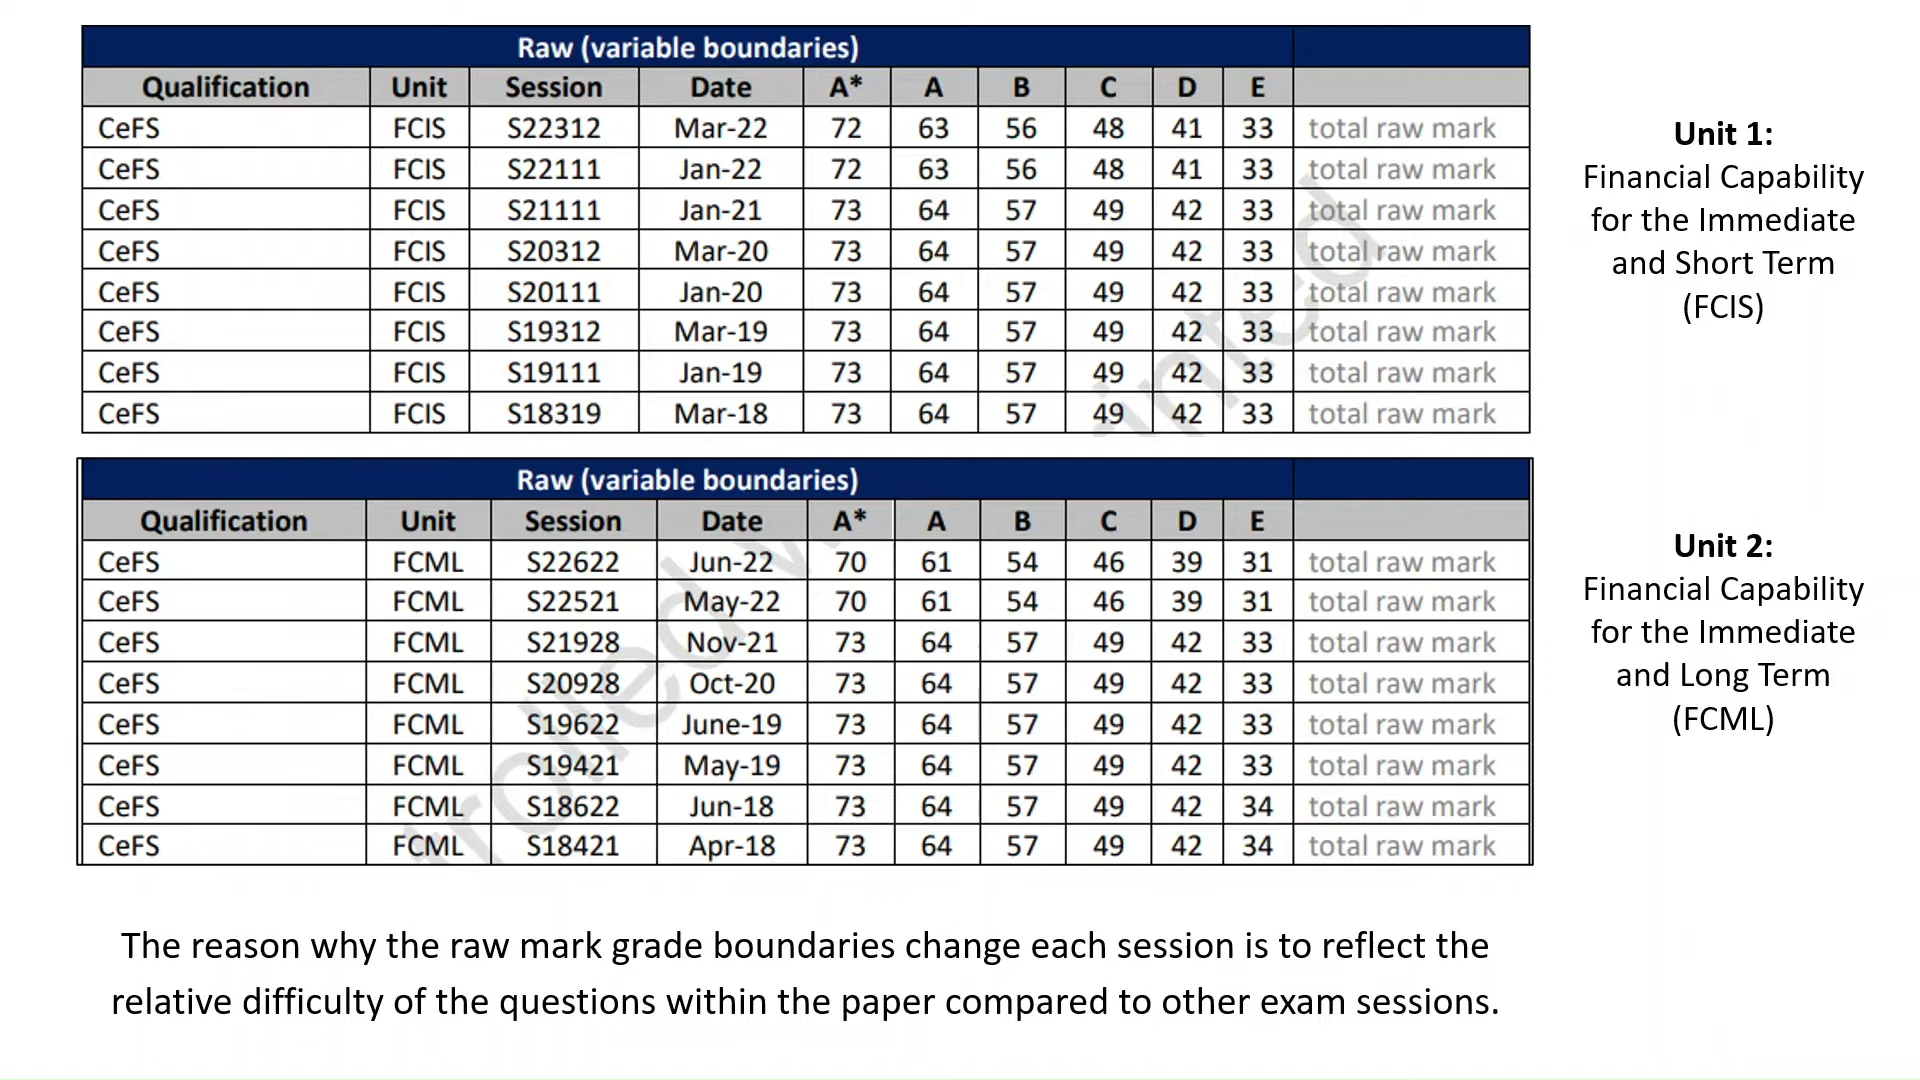 Raw (variable boundaries)
Qualification Unit Session Date A* A B C D E
CeFS FCIS S22312 Mar-22 72 63 56 48 41 33 total raw mark
CeFS FCIS S22111 Jan-22 72 63 56 48 41 33 total raw mark
CeFS FCIS S21111 Jan-21 73 64 57 49 42 33 total raw mark
CeFS FCIS S20312 Mar-20 73 64 57 49 42 33 total raw mark
CeFS FCIS S20111 Jan-20 73 64 57 49 42 33 total raw mark
CeFS FCIS S19312 Mar-19 73 64 57 49 42 33 total raw mark
CeFS FCIS S19111 Jan-19 73 64 57 49 42 33 total raw mark
CeFS FCIS S18319 Mar-18 73 64 57 49 42 33 total raw mark
Unit 1:
Financial Capability
for the Immediate
and Short Term
(FCIS)
Raw (variable boundaries)
Qualification Unit Session Date A* A B C D E
CeFS FCML S22622 Jun-22 70 61 54 46 39 31 total raw mark
CeFS FCML S22521 May-22 70 61 54 46 39 31 total raw mark
CeFS FCML S21928 Nov-21 73 64 57 49 42 33 total raw mark
CeFS FCML S20928 Oct-20 73 64 57 49 42 33 total raw mark
CeFS FCML S19622 June-19 73 64 57 49 42 33 total raw mark
CeFS FCML S19421 May-19 73 64 57 49 42 33 total raw mark
CeFS FCML S18622 Jun-18 73 64 57 49 42 34 total raw mark
CeFS FCML S18421 Apr-18 73 64 57 49 42 34 total raw mark
Unit 2:
Financial Capability
for the Immediate
and Long Term
(FCML)
The reason why the raw mark grade boundaries change each session is to reflect the
relative difficulty of the questions within the paper compared to other exam sessions.